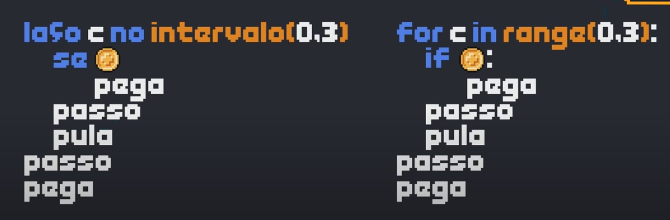 laço c no intervalo(0,3)
se
pega
passo
pula
passo
pega
for c in range(0,3):
if :
pega
passo
pula
passo
pega